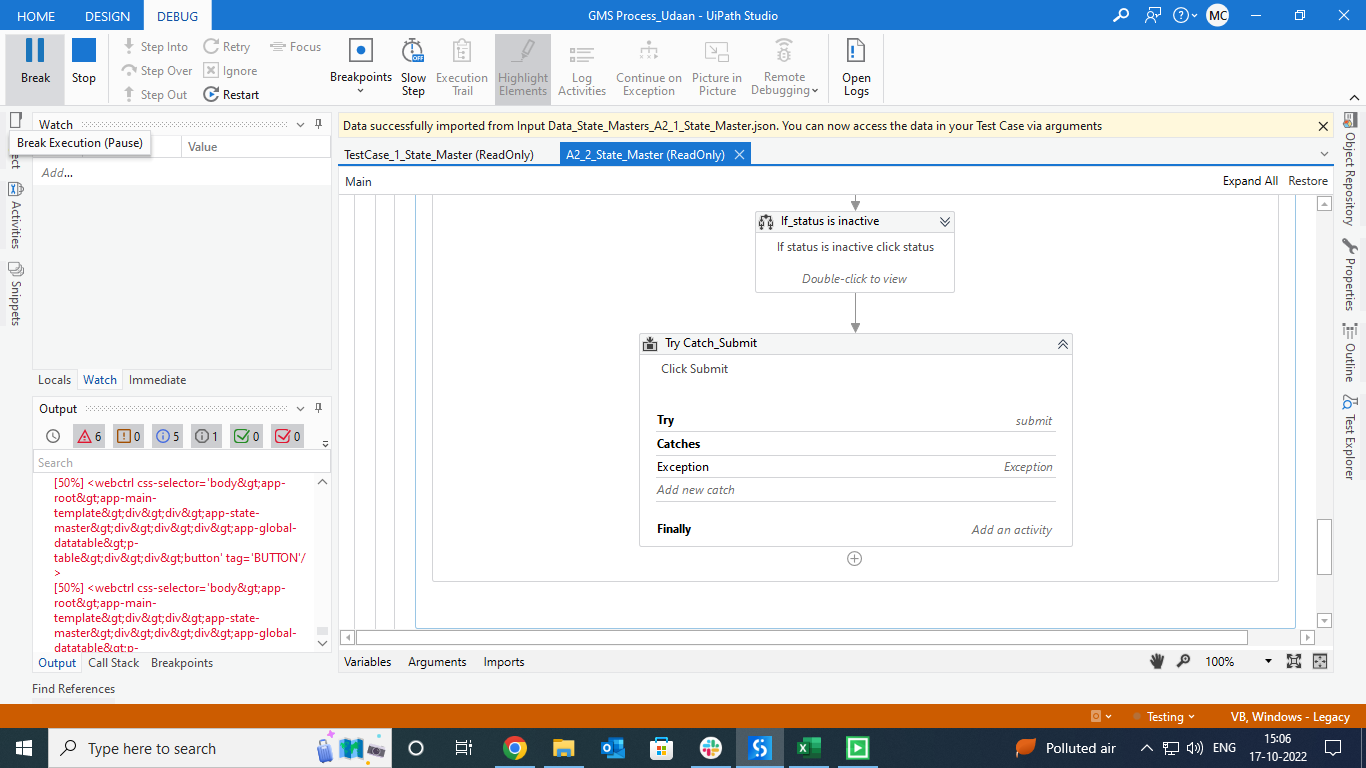 HOME DESIGN DEBUG GMS Process_Udaan - UiPath Studio MC
Break
Stop
Step Into
Step Over
Step Out
Retry
Ignore
Restart
Focus
Breakpoints
Slow Step
Execution Trail
Highlight Elements
Log Activities
Continue on Exception
Picture in Picture
Remote Debugging
Open Logs
Watch
Break Execution (Pause)
Value
Add...
Activities
Snippets
Locals Watch Immediate
Output
6 0 5 1 0 0
Search
[50%] <webctrl css-selector='body&gt;app-
root&gt;app-main-
template&gt;div&gt;div&gt;app-state-
master&gt;div&gt;div&gt;div&gt;app-global-
datatable&gt;p-
table&gt;div&gt;div&gt;button' tag='BUTTON'/
>
[50%] <webctrl css-selector='body&gt;app-
root&gt;app-main-
template&gt;div&gt;div&gt;app-state-
master&gt;div&gt;div&gt;div&gt;app-global-
datatable&gt;p-
Output Call Stack Breakpoints
Find References
Data successfully imported from Input Data_State_Masters_A2_1_State_Master.json. You can now access the data in your Test Case via arguments
TestCase_1_State_Master (ReadOnly) A2_2_State_Master (ReadOnly)
Main Expand All Restore
If_status is inactive
If status is inactive click status
Double-click to view
Try Catch_Submit
Click Submit
Try submit
Catches
Exception Exception
Add new catch
Finally Add an activity
Variables Arguments Imports 100%
Object Repository
Properties
Outline
Test Explorer
Testing VB, Windows - Legacy
Type here to search
Polluted air ENG
15:06
17-10-2022